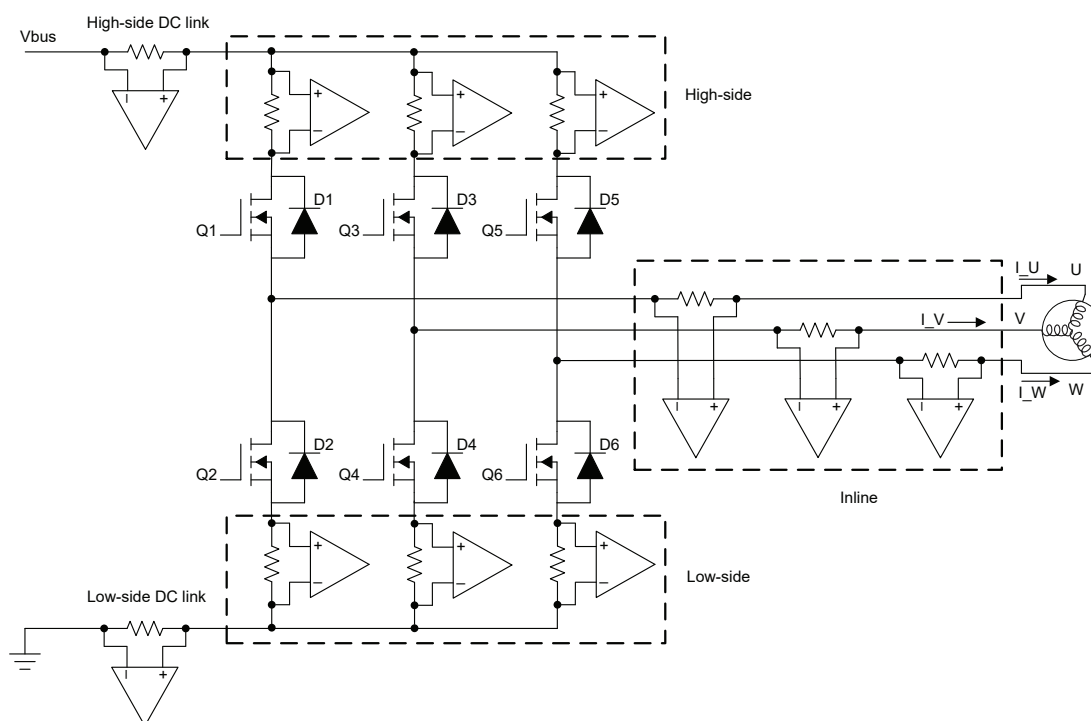 High-side DC link
Vbus
− +
+ + +
− − −
High-side
D1 D3 D5
Q1 Q3 Q5
I_U U
I_V V
I_W W
− + − + − +
Inline
D2 D4 D6
Q2 Q4 Q6
+ + +
− − −
Low-side
Low-side DC link
− +